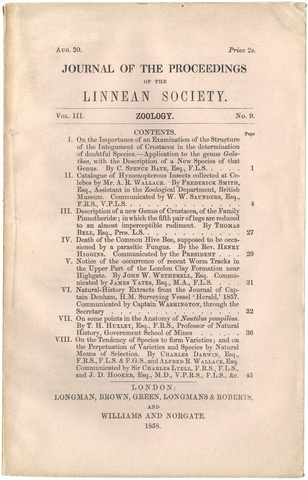 Aug. 20.
Price 2s.
JOURNAL OF THE PROCEEDINGS
OF THE
LINNEAN SOCIETY.
Vol. III.
ZOOLOGY.
No. 9.
CONTENTS.
Page
I. On the Importance of an Examination of the Structure
of the Integument of Crustacea in the determination
of doubtful Species.—Application to the genus Galathea,
with the Description of a New Species of that
Genus. By C. Spence Bate, Esq., F.L.S. . . . . 1
II. Catalogue of Hymenopterous Insects collected at Celebes
by Mr. A. R. Wallace. By Frederick Smith,
Esq., Assistant in the Zoological Department, British
Museum. Communicated by W. W. Saunders, Esq.,
F.R.S., V.P.L.S. . . . . . 4
III. Description of a new Genus of Crustacea, of the Family
Pinnotheridæ; in which the fifth pair of legs are reduced
to an almost imperceptible rudiment. By Thomas
Bell, Esq., Pres. L.S. . . . . . 27
IV. Death of the Common Hive Bee, supposed to be occasioned
by a parasitic Fungus. By the Rev. Henry
Higgins. Communicated by the President . . . 29
V. Notice of the occurrence of recent Worm Tracks in
the Upper Part of the London Clay Formation near
Highgate. By John W. Wetherell, Esq. Communicated
by James Yates, Esq., M.A., F.L.S. . . . 31
VI. Natural-History Extracts from the Journal of Captain
Denham, H.M. Surveying Vessel 'Herald,' 1857.
Communicated by Captain Washington, through the
Secretary . . . . . 32
VII. On some points in the Anatomy of Nautilus pompilius.
By T. H. Huxley, Esq., F.R.S., Professor of Natural
History, Government School of Mines . . . . . 36
VIII. On the Tendency of Species to form Varieties; and on
the Perpetuation of Varieties and Species by Natural
Means of Selection. By Charles Darwin, Esq.,
F.R.S., F.L.S. & F.G.S. and Alfred R. Wallace, Esq.
Communicated by Sir Charles Lyell, F.R.S., F.L.S.,
and J. D. Hooker, Esq., M.D., V.P.R.S., F.L.S., &c. 45
LONDON:
LONGMAN, BROWN, GREEN, LONGMANS & ROBERTS,
AND
WILLIAMS AND NORGATE.
1858.